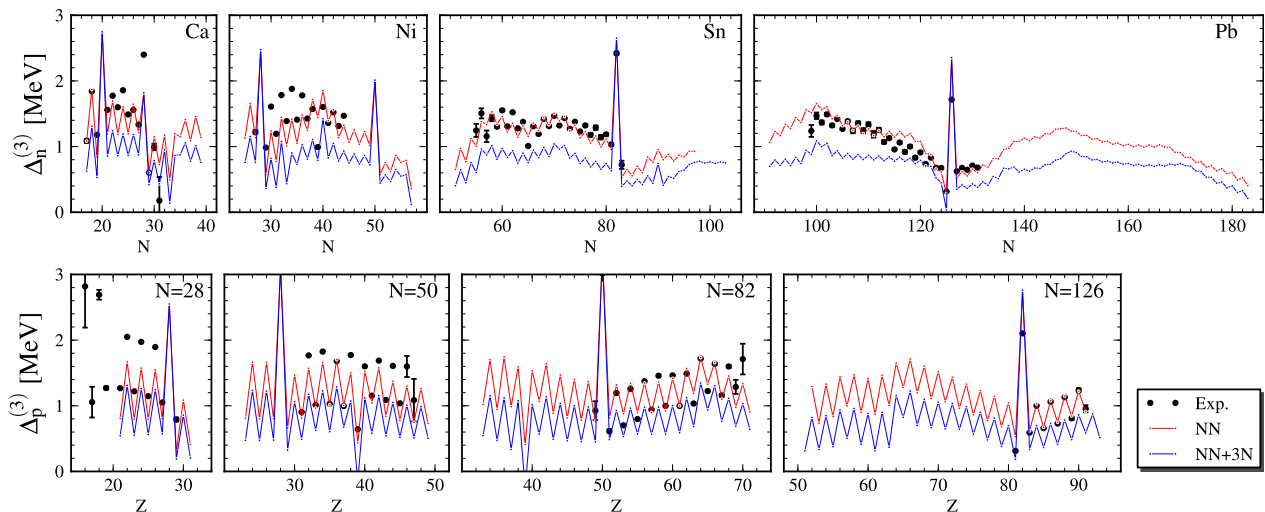 Δn(3) [MeV]
3
2
1
0
Ca
20 30 40
N
Ni
30 40 50
N
Sn
60 80 100
N
Pb
100 120 140 160 180
N
Δp(3) [MeV]
3
2
1
0
N=28
20 30
Z
N=50
30 40 50
Z
N=82
40 50 60 70
Z
N=126
50 60 70 80 90
Z
Exp.
NN
NN+3N